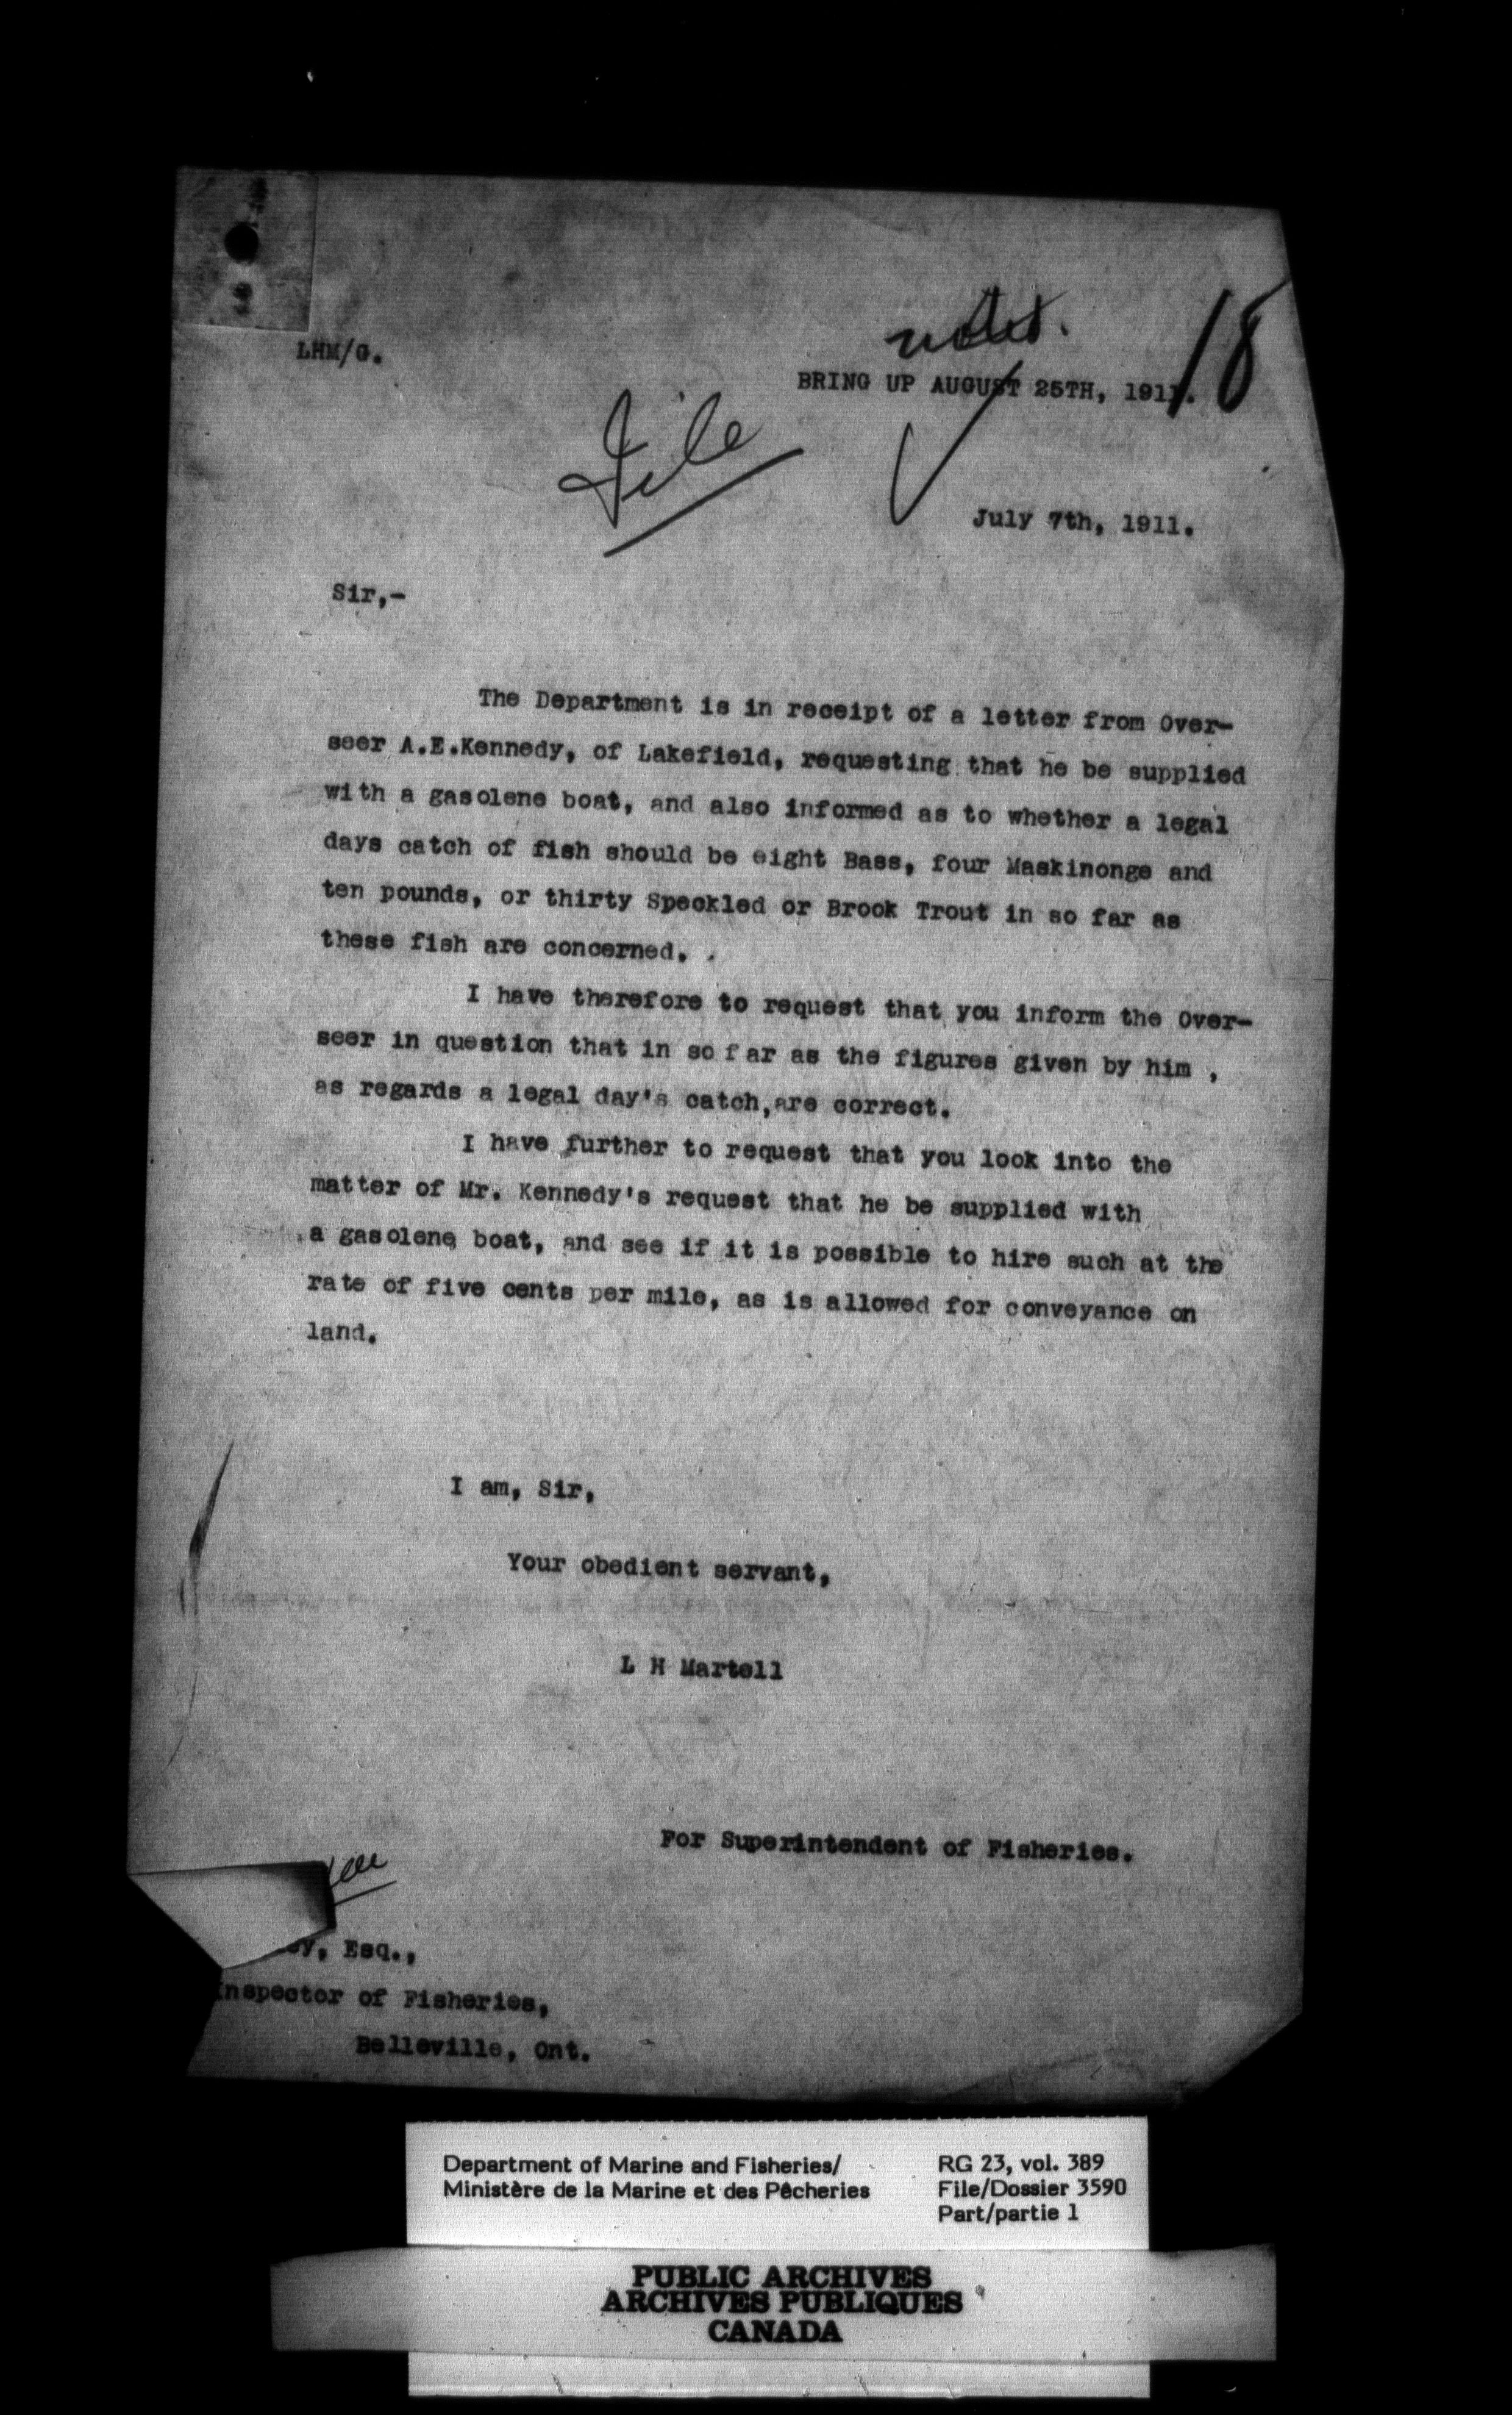 noted.
18
LHM/G.
BRING UP AUGUST 25TH, 1911.
File
July 7th, 1911.
Sir,-
The Department is in receipt of a letter from Over-
seer A.E.Kennedy, of Lakefield, requesting that he be supplied
with a gasolene boat, and also informed as to whether a legal
days catch of fish should be eight Bass, four Maskinonge and
ten pounds, or thirty Speckled or Brook Trout in so far as
these fish are concerned.
I have therefore to request that you inform the Over-
seer in question that in so far as the figures given by him ,
as regards a legal day's catch,are correct.
I have further to request that you look into the
matter of Mr. Kennedy's request that he be supplied with
a gasolene boat, and see if it is possible to hire such at the
rate of five cents per mile, as is allowed for conveyance on
land.
I am, Sir,
Your obedient servant,
L H Martell
For Superintendent of Fisheries.
Esq.,
Inspector of Fisheries,
Belleville, Ont.
Department of Marine and Fisheries/
Ministère de la Marine et des Pêcheries
RG 23, vol. 389
File/Dossier 3590
Part/partie 1
PUBLIC ARCHIVES
ARCHIVES PUBLIQUES
CANADA